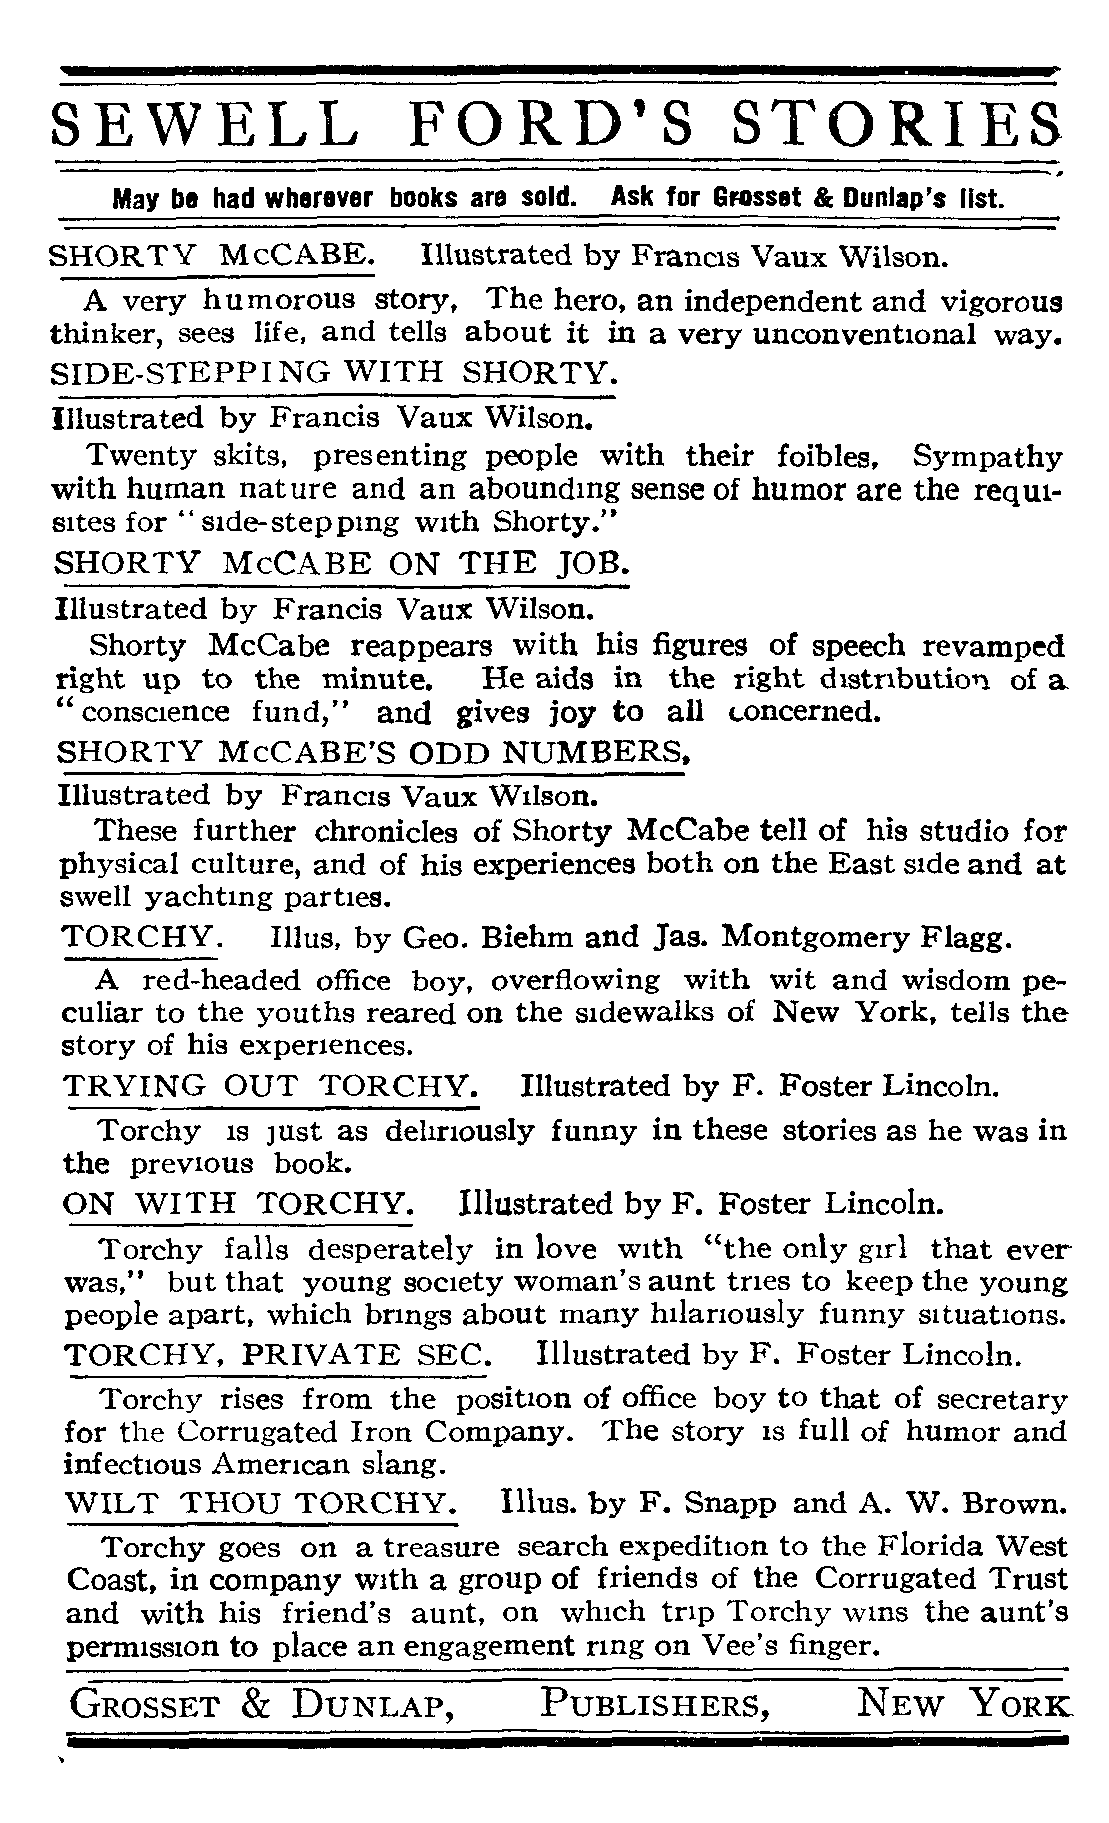 SEWELL FORD'S STORIES
May be had wherever books are sold. Ask for Grosset & Dunlap's list.
SHORTY McCABE. Illustrated by Francis Vaux Wilson.
A very humorous story, The hero, an independent and vigorous
thinker, sees life, and tells about it in a very unconventional way.
SIDE-STEPPING WITH SHORTY.
Illustrated by Francis Vaux Wilson.
Twenty skits, presenting people with their foibles, Sympathy
with human nature and an abounding sense of humor are the requi-
sites for "side-stepping with Shorty."
SHORTY McCABE ON THE JOB.
Illustrated by Francis Vaux Wilson.
Shorty McCabe reappears with his figures of speech revamped
right up to the minute. He aids in the right distribution of a
"conscience fund," and gives joy to all concerned.
SHORTY McCABE'S ODD NUMBERS,
Illustrated by Francis Vaux Wilson.
These further chronicles of Shorty McCabe tell of his studio for
physical culture, and of his experiences both on the East side and at
swell yachting parties.
TORCHY. Illus, by Geo. Biehm and Jas. Montgomery Flagg.
A red-headed office boy, overflowing with wit and wisdom pe-
culiar to the youths reared on the sidewalks of New York, tells the
story of his experiences.
TRYING OUT TORCHY. Illustrated by F. Foster Lincoln.
Torchy is just as deliriously funny in these stories as he was in
the previous book.
ON WITH TORCHY. Illustrated by F. Foster Lincoln.
Torchy falls desperately in love with "the only girl that ever
was," but that young society woman's aunt tries to keep the young
people apart, which brings about many hilariously funny situations.
TORCHY, PRIVATE SEC. Illustrated by F. Foster Lincoln.
Torchy rises from the position of office boy to that of secretary
for the Corrugated Iron Company. The story is full of humor and
infectious American slang.
WILT THOU TORCHY. Illus. by F. Snapp and A. W. Brown.
Torchy goes on a treasure search expedition to the Florida West
Coast, in company with a group of friends of the Corrugated Trust
and with his friend's aunt, on which trip Torchy wins the aunt's
permission to place an engagement ring on Vee's finger.
GROSSET & DUNLAP, PUBLISHERS, NEW YORK